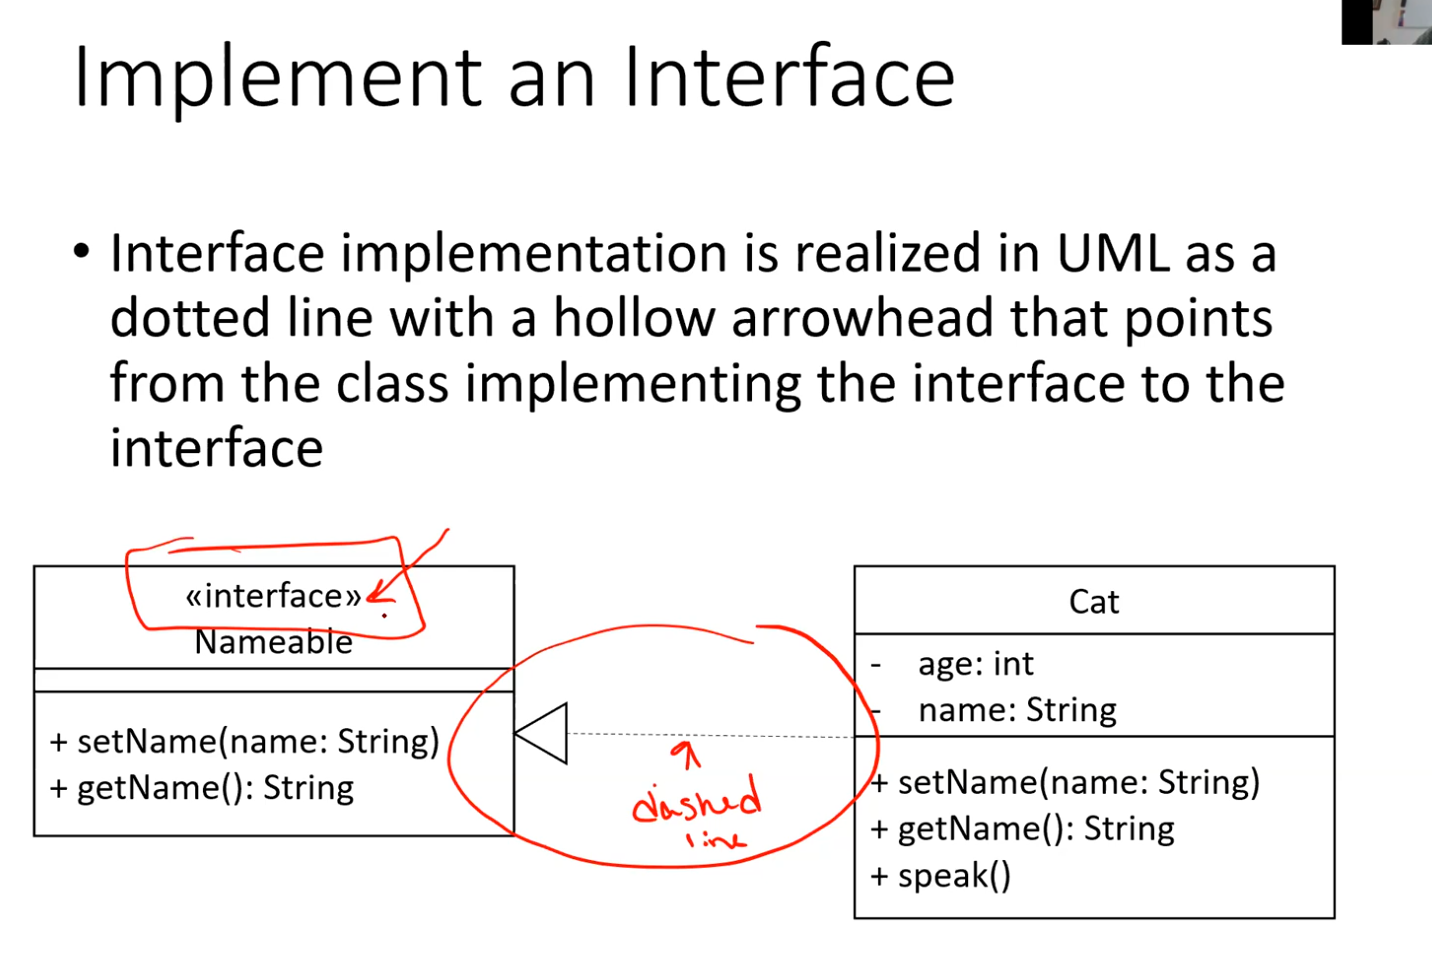 Implement an Interface
• Interface implementation is realized in UML as a
dotted line with a hollow arrowhead that points
from the class implementing the interface to the
interface
«interface»
Nameable
+ setName(name: String)
+ getName(): String
dashed
line
Cat
- age: int
- name: String
+ setName(name: String)
+ getName(): String
+ speak()